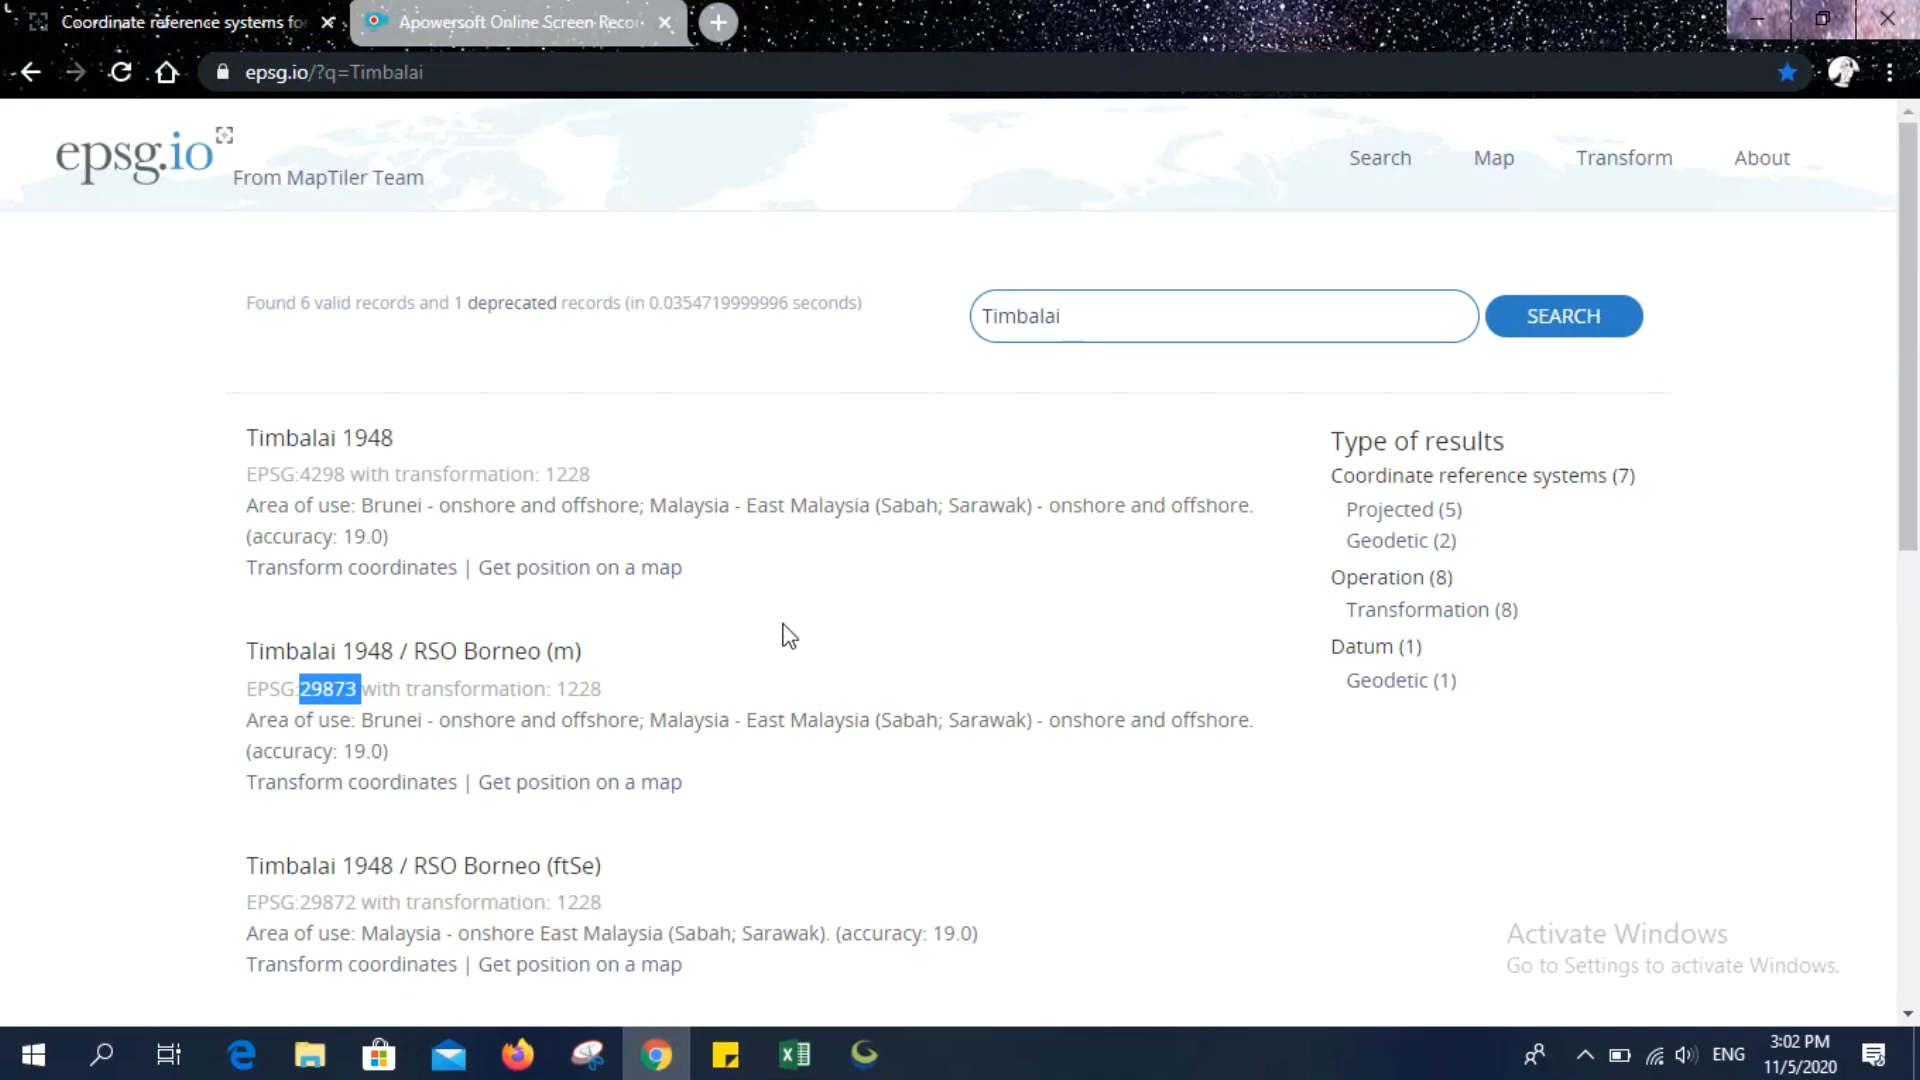 Coordinate reference systems fo
Apowersoft Online Screen Recor
epsg.io/?q=Timbalai
epsg.io
From MapTiler Team
Search
Map
Transform
About
Found 6 valid records and 1 deprecated records (in 0.0354719999996 seconds)
Timbalai
SEARCH
Timbalai 1948
EPSG:4298 with transformation: 1228
Area of use: Brunei - onshore and offshore; Malaysia - East Malaysia (Sabah; Sarawak) - onshore and offshore.
(accuracy: 19.0)
Transform coordinates | Get position on a map
Timbalai 1948 / RSO Borneo (m)
EPSG:29873 with transformation: 1228
Area of use: Brunei - onshore and offshore; Malaysia - East Malaysia (Sabah; Sarawak) - onshore and offshore.
(accuracy: 19.0)
Transform coordinates | Get position on a map
Timbalai 1948 / RSO Borneo (ftSe)
EPSG:29872 with transformation: 1228
Area of use: Malaysia - onshore East Malaysia (Sabah; Sarawak). (accuracy: 19.0)
Transform coordinates | Get position on a map
Type of results
Coordinate reference systems (7)
Projected (5)
Geodetic (2)
Operation (8)
Transformation (8)
Datum (1)
Geodetic (1)
Activate Windows
Go to Settings to activate Windows.
ENG
3:02 PM
11/5/2020